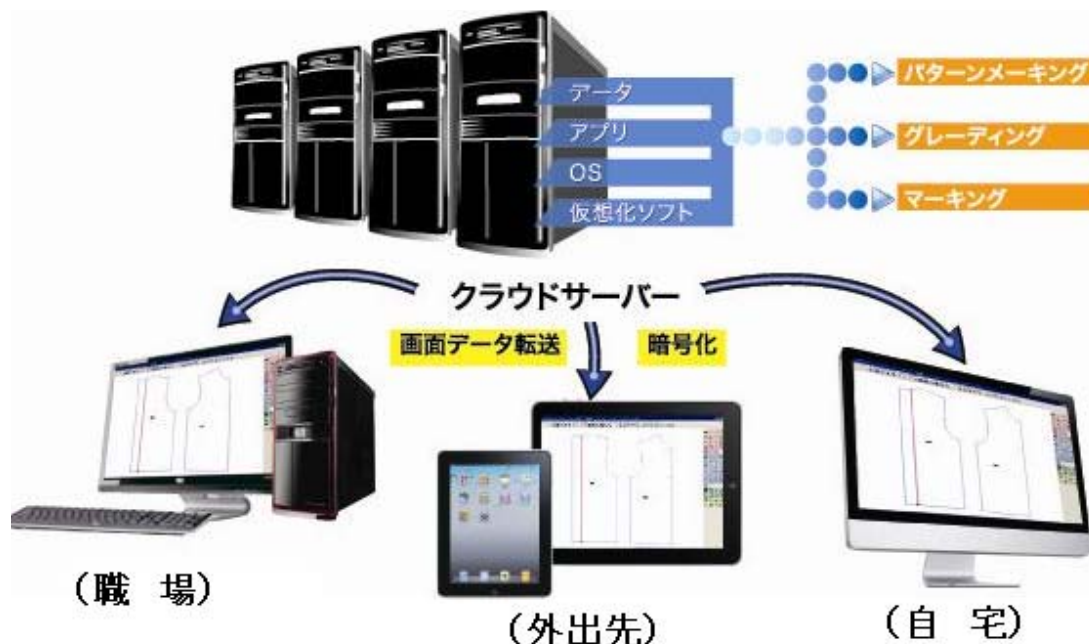 データ
アプリ
OS
仮想化ソフト
パターンメーキング
グレーディング
マーキング
クラウドサーバー
画面データ転送
暗号化
（職　場）
（外出先）
（自　宅）